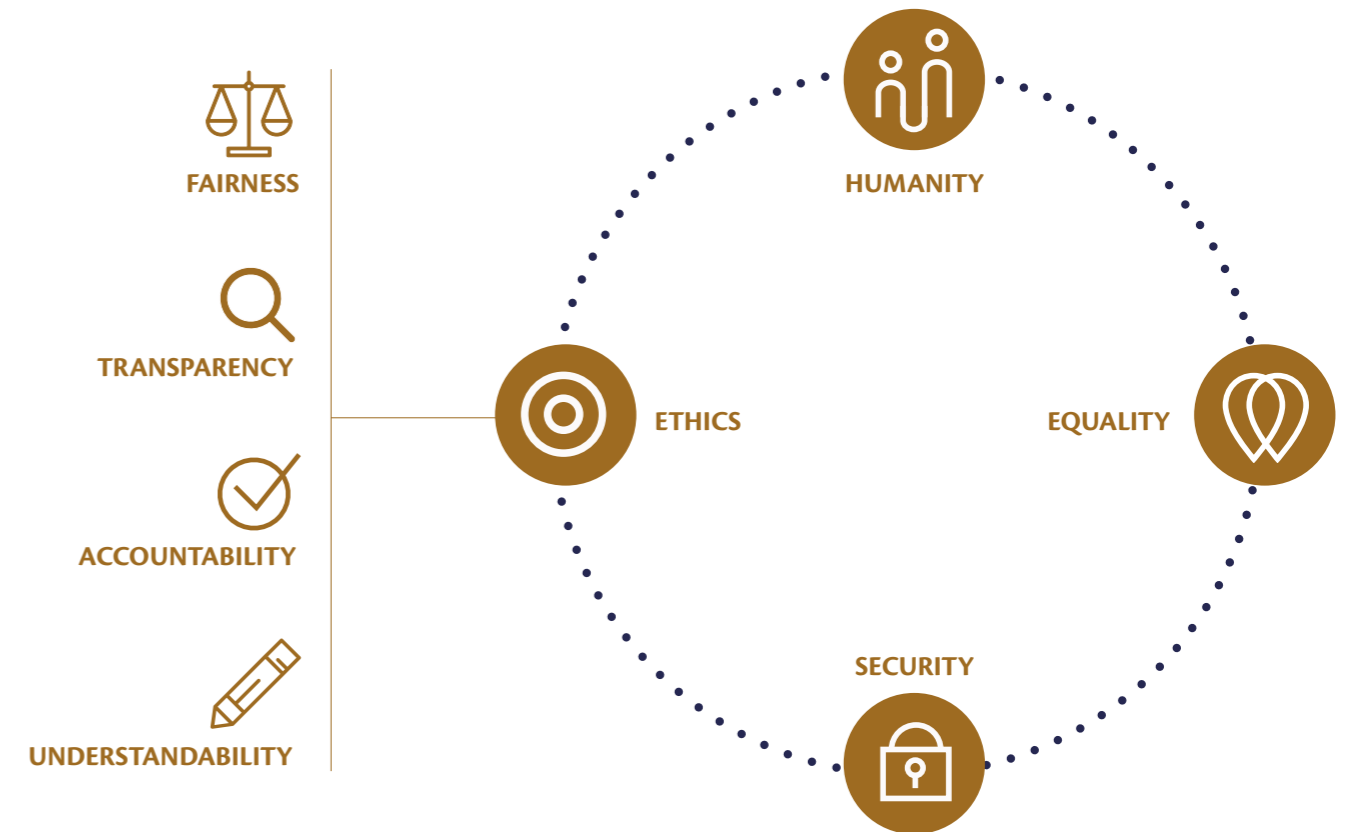 FAIRNESS
TRANSPARENCY
ACCOUNTABILITY
UNDERSTANDABILITY
HUMANITY
ETHICS
EQUALITY
SECURITY